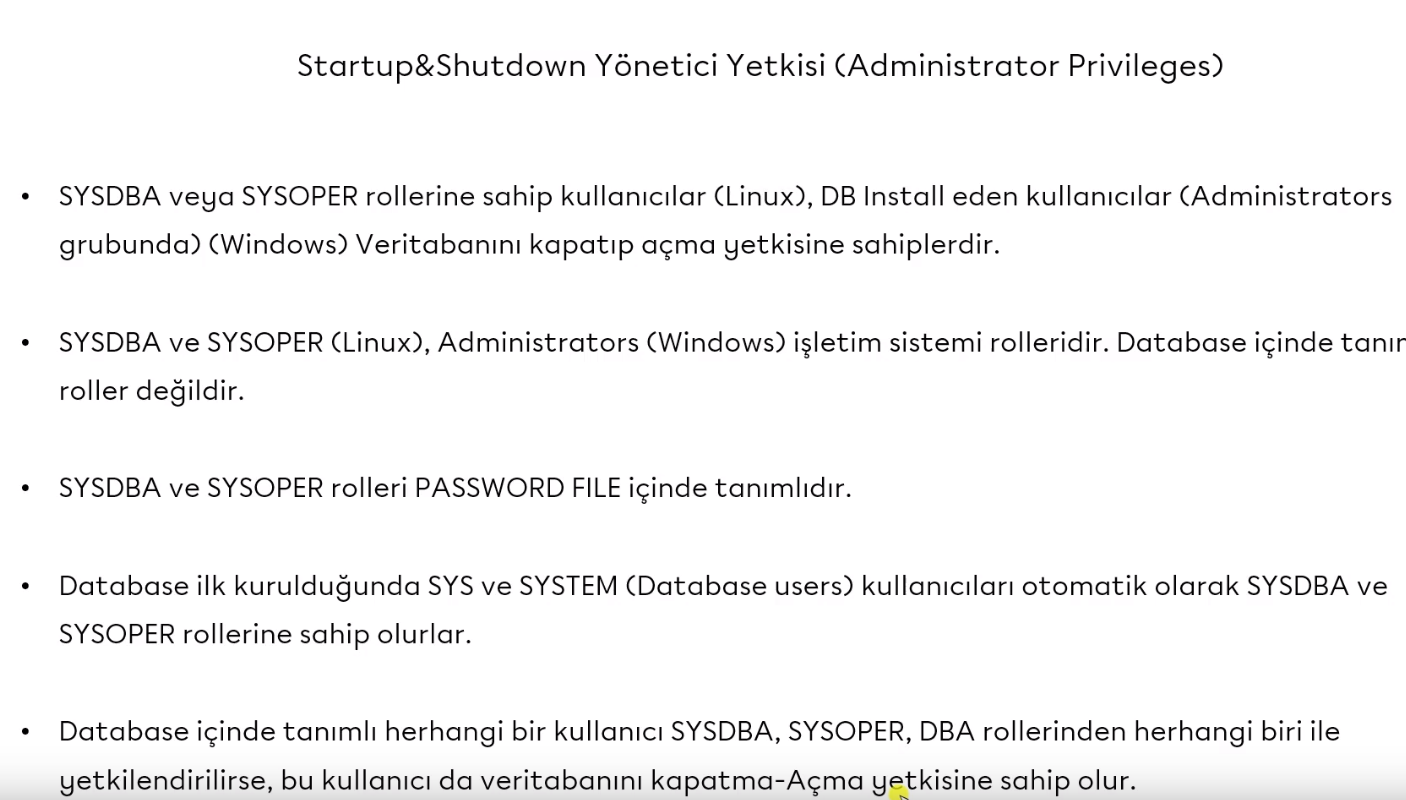 Startup&Shutdown Yönetici Yetkisi (Administrator Privileges)
• SYSDBA veya SYSOPER rollerine sahip kullanıcılar (Linux), DB Install eden kullanıcılar (Administrators
grubunda) (Windows) Veritabanını kapatıp açma yetkisine sahiplerdir.
• SYSDBA ve SYSOPER (Linux), Administrators (Windows) işletim sistemi rolleridir. Database içinde
roller değildir.
• SYSDBA ve SYSOPER rolleri PASSWORD FILE içinde tanımlıdır.
• Database ilk kurulduğunda SYS ve SYSTEM (Database users) kullanıcıları otomatik olarak SYSDBA ve
SYSOPER rollerine sahip olurlar.
• Database içinde tanımlı herhangi bir kullanıcı SYSDBA, SYSOPER, DBA rollerinden herhangi biri ile
yetkilendirilirse, bu kullanıcı da veritabanını kapatma-Açma yetkisine sahip olur.